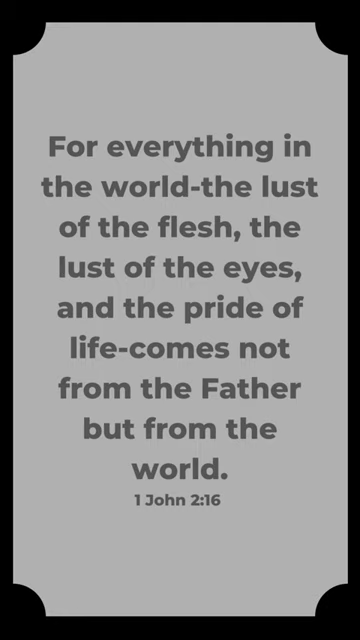 For everything in
the world-the lust
of the flesh, the
lust of the eyes,
and the pride of
life-comes not
from the Father
but from the
world.
1 John 2:16